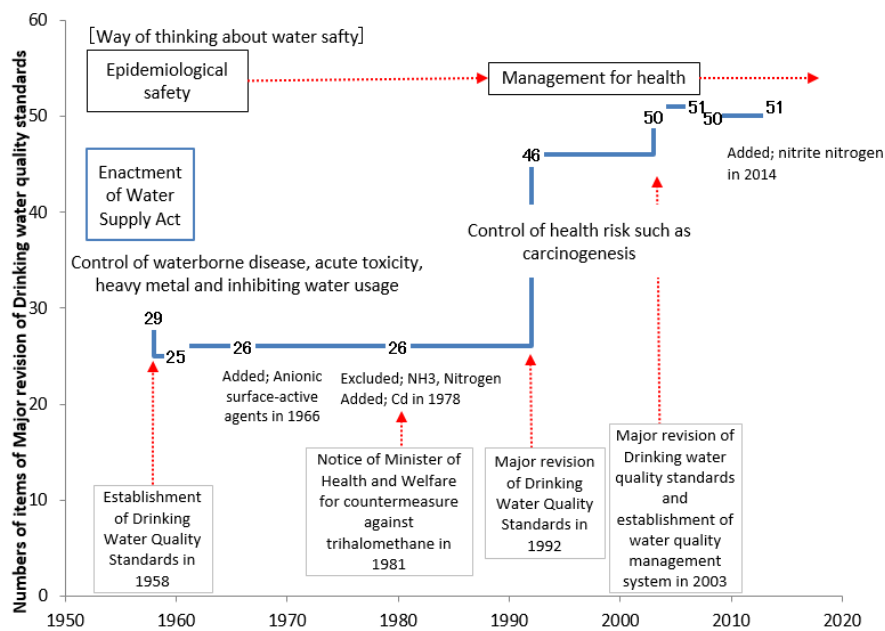 Numbers of items of Major revision of Drinking water quality standards
60
50
40
30
20
10
0
[Way of thinking about water safty]
Epidemiological
safety
Management for health
Enactment
of Water
Supply Act
50
51
50
51
46
Added; nitrite nitrogen
in 2014
Control of health risk such as
carcinogenesis
Control of waterborne disease, acute toxicity,
heavy metal and inhibiting water usage
29
25
26
26
Added; Anionic
surface-active
agents in 1966
Excluded; NH3, Nitrogen
Added; Cd in 1978
Establishment
of Drinking
Water Quality
Standards in
1958
Notice of Minister of
Health and Welfare
for countermeasure
against
trihalomethane in
1981
Major revision
of Drinking
Water Quality
Standards in
1992
Major revision of
Drinking water
quality standards
and
establishment of
water quality
management
system in 2003
1950
1960
1970
1980
1990
2000
2010
2020